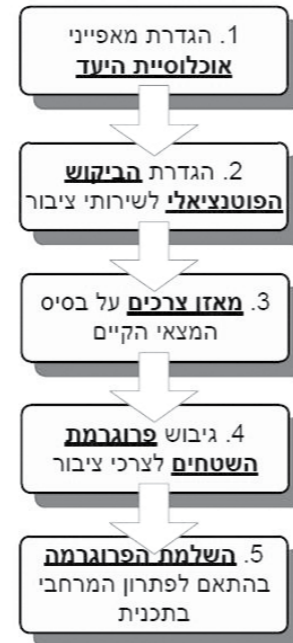 1. הגדרת מאפייני
אוכלוסיית היעד
2. הגדרת הביקוש
הפוטנציאלי לשירותי ציבור
3. מאזן צרכים על בסיס
המצאי הקיים
4. גיבוש פרוגרמת
השטחים לצרכי ציבור
5. השלמת הפרוגרמה
בהתאם לפתרון המרחבי
בתכנית